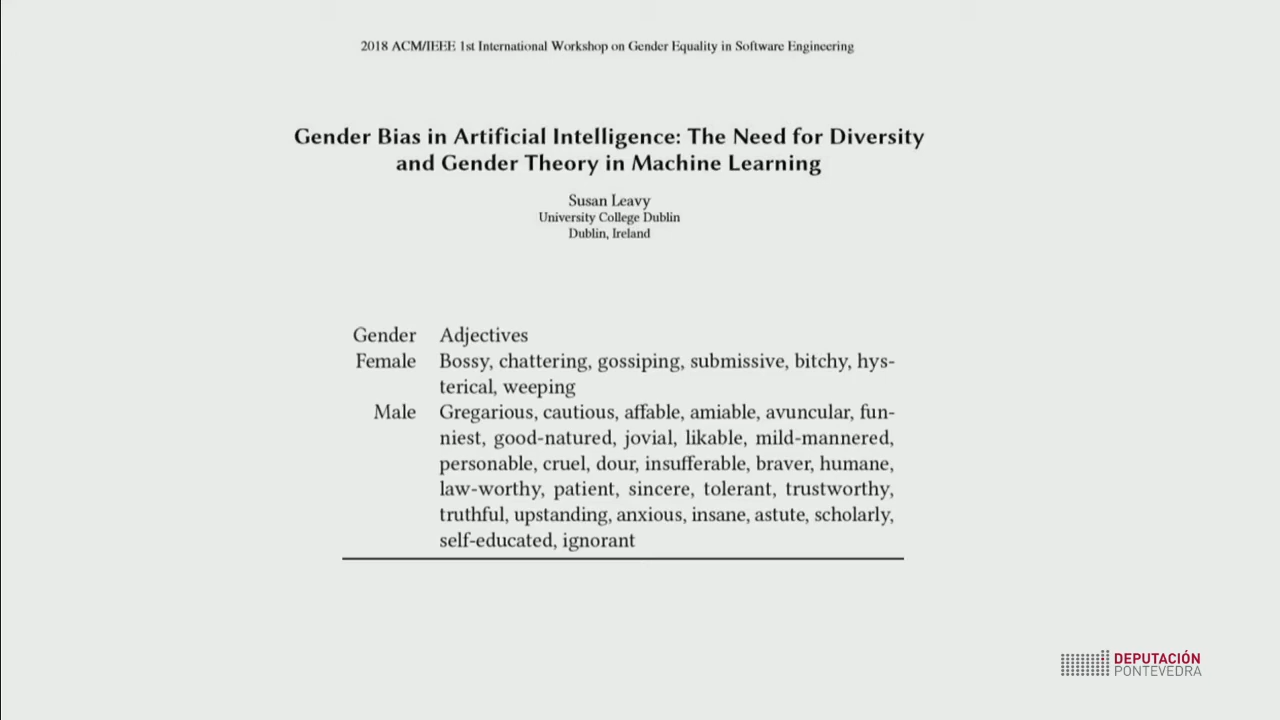 2018 ACM/IEEE 1st International Workshop on Gender Equality in Software Engineering
Gender Bias in Artificial Intelligence: The Need for Diversity
and Gender Theory in Machine Learning
Susan Leavy
University College Dublin
Dublin, Ireland
Gender Adjectives
Female Bossy, chattering, gossiping, submissive, bitchy, hys-
terical, weeping
Male Gregarious, cautious, affable, amiable, avuncular, fun-
niest, good-natured, jovial, likable, mild-mannered,
personable, cruel, dour, insufferable, braver, humane,
law-worthy, patient, sincere, tolerant, trustworthy,
truthful, upstanding, anxious, insane, astute, scholarly,
self-educated, ignorant
DEPUTACIÓN
PONTEVEDRA